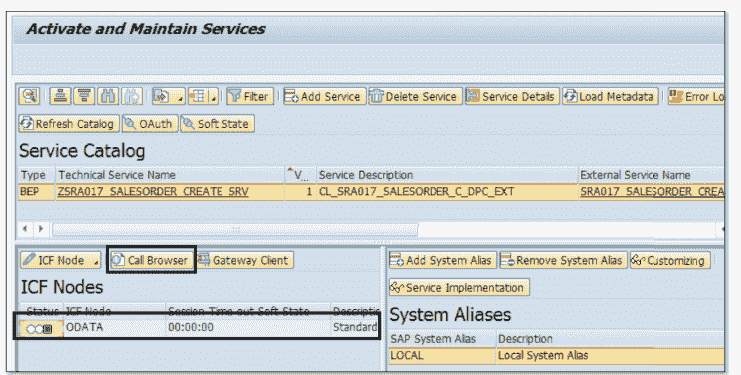 Activate and Maintain Services
Filter Add Service Delete Service Service Details Load Metadata Error Lo
Refresh Catalog OAuth Soft State
Service Catalog
Type Technical Service Name V... Service Description External Service Name
BEP ZSRA017_SALESORDER_CREATE_SRV 1 CL_SRA017_SALESORDER_C_DPC_EXT SRA017_SALESORDER_CREA
ICF Node Call Browser Gateway Client
ICF Nodes
Status ICF Node Session Time-out Soft State Descriptio
ODATA 00:00:00 Standard
Add System Alias Remove System Alias Customizing
Service Implementation
System Aliases
SAP System Alias Description
LOCAL Local System Alias